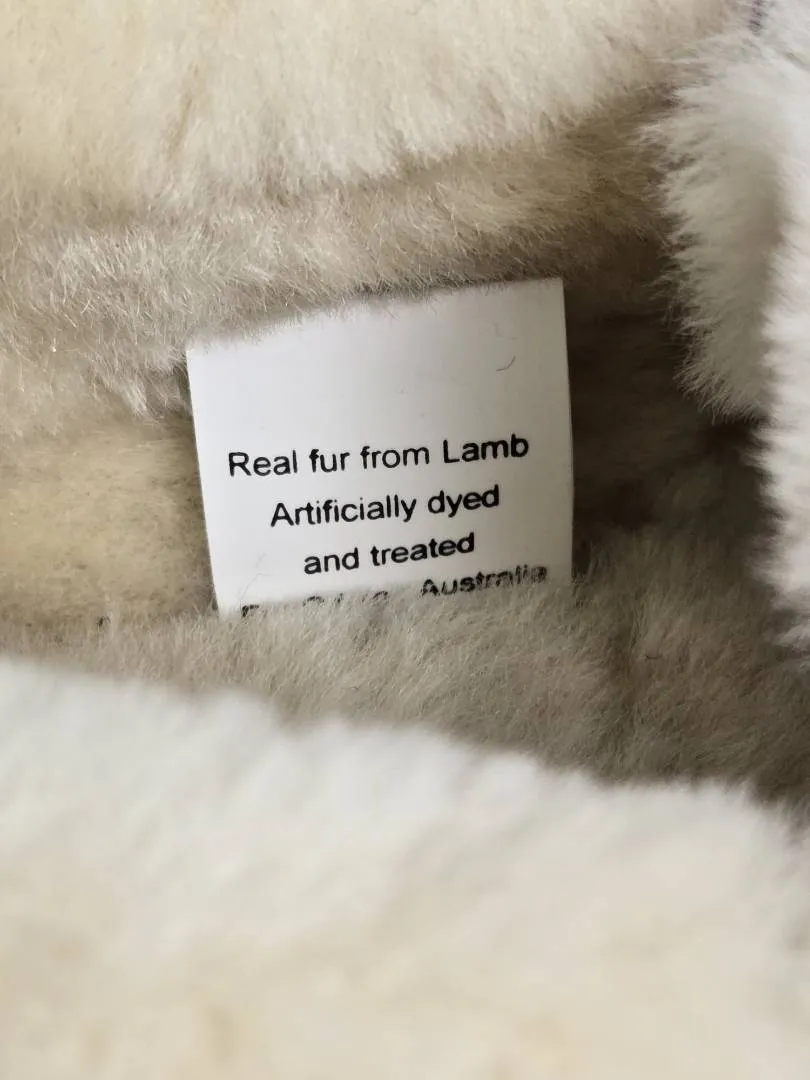 Real fur from Lamb
Artificially dyed
and treated
Australia